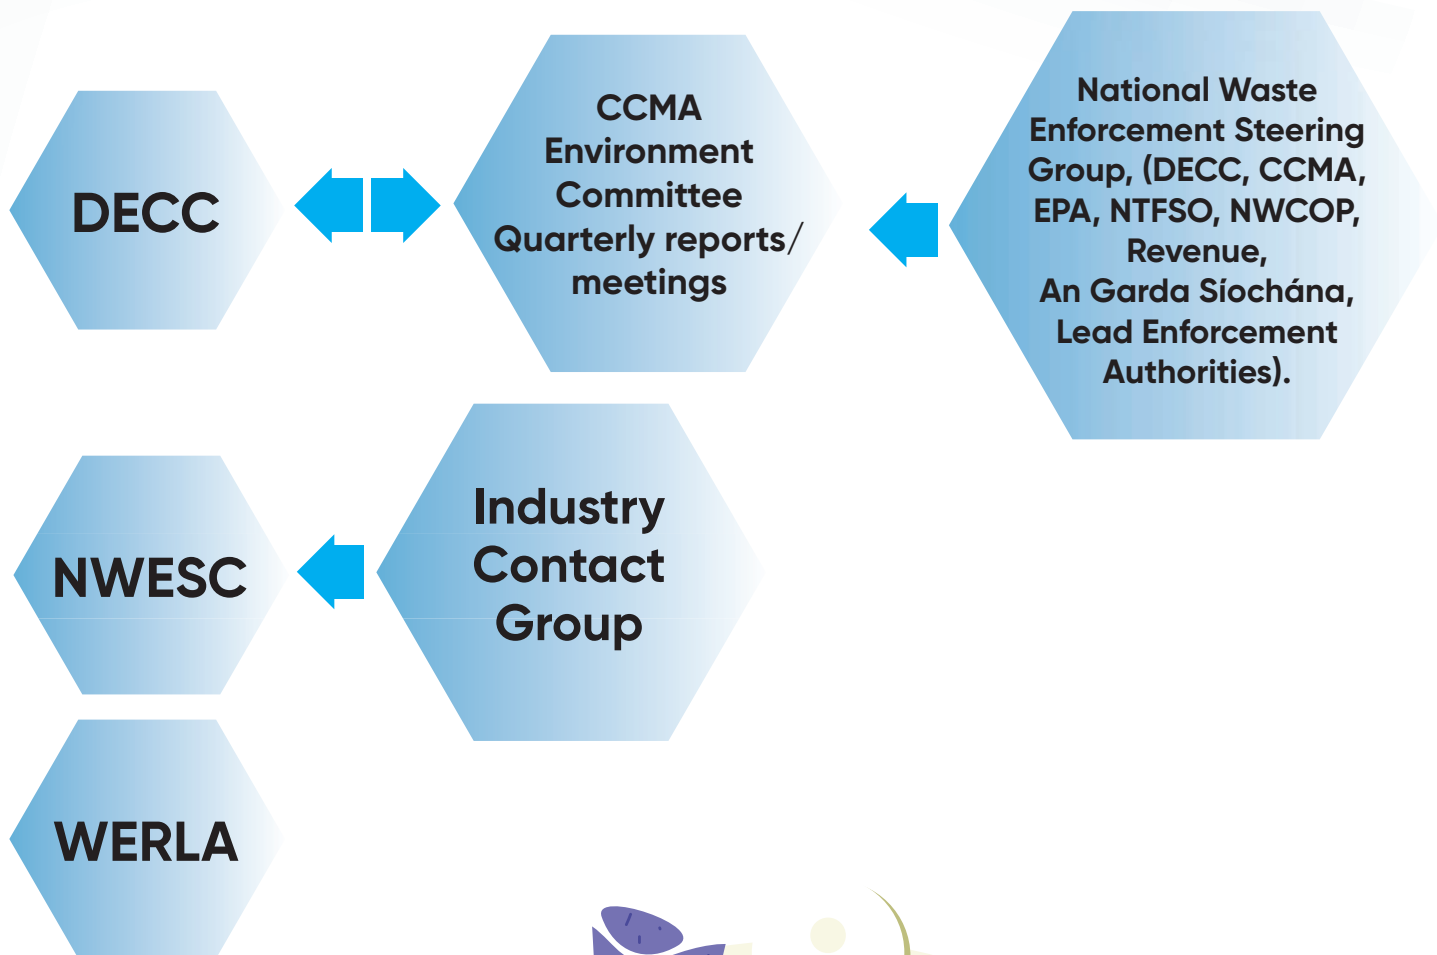 DECC
CCMA
Environment
Committee
Quarterly reports/
meetings
National Waste
Enforcement Steering
Group, (DECC, CCMA,
EPA, NTFSO, NWCOP,
Revenue,
An Garda Síochána,
Lead Enforcement
Authorities).
NWESC
Industry
Contact
Group
WERLA